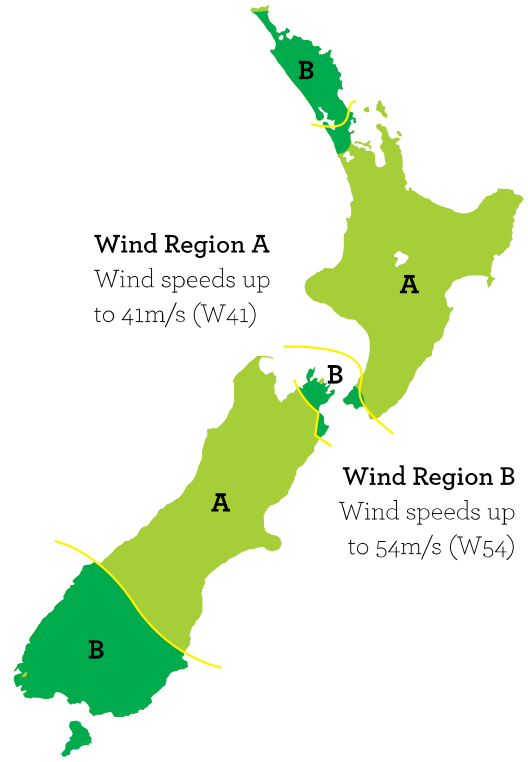 B
Wind Region A
Wind speeds up
to 41m/s (W41)
A
B
Wind Region B
Wind speeds up
to 54m/s (W54)
A
B